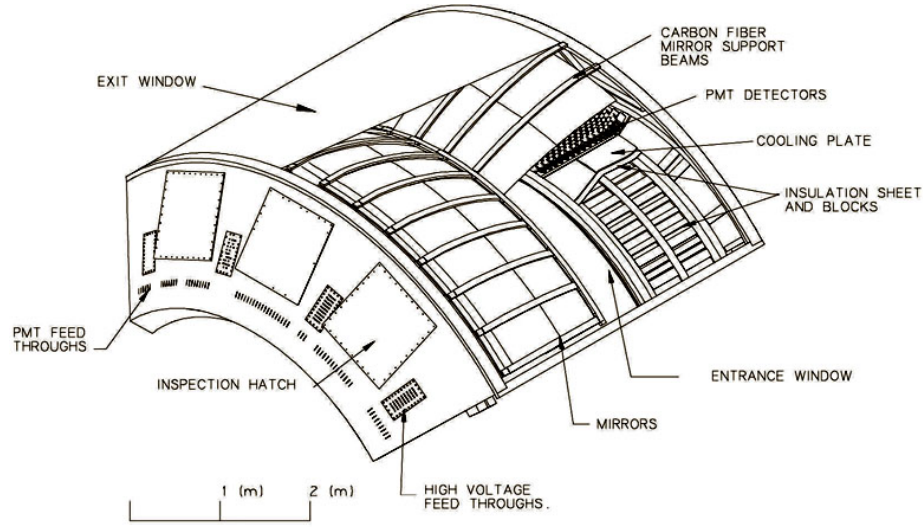 CARBON FIBER
MIRROR SUPPORT
BEAMS
EXIT WINDOW
PMT DETECTORS
COOLING PLATE
INSULATION SHEET
AND BLOCKS
PMT FEED
THROUGHS
INSPECTION HATCH
ENTRANCE WINDOW
MIRRORS
1 (m) 2 (m)
HIGH VOLTAGE
FEED THROUGHS.